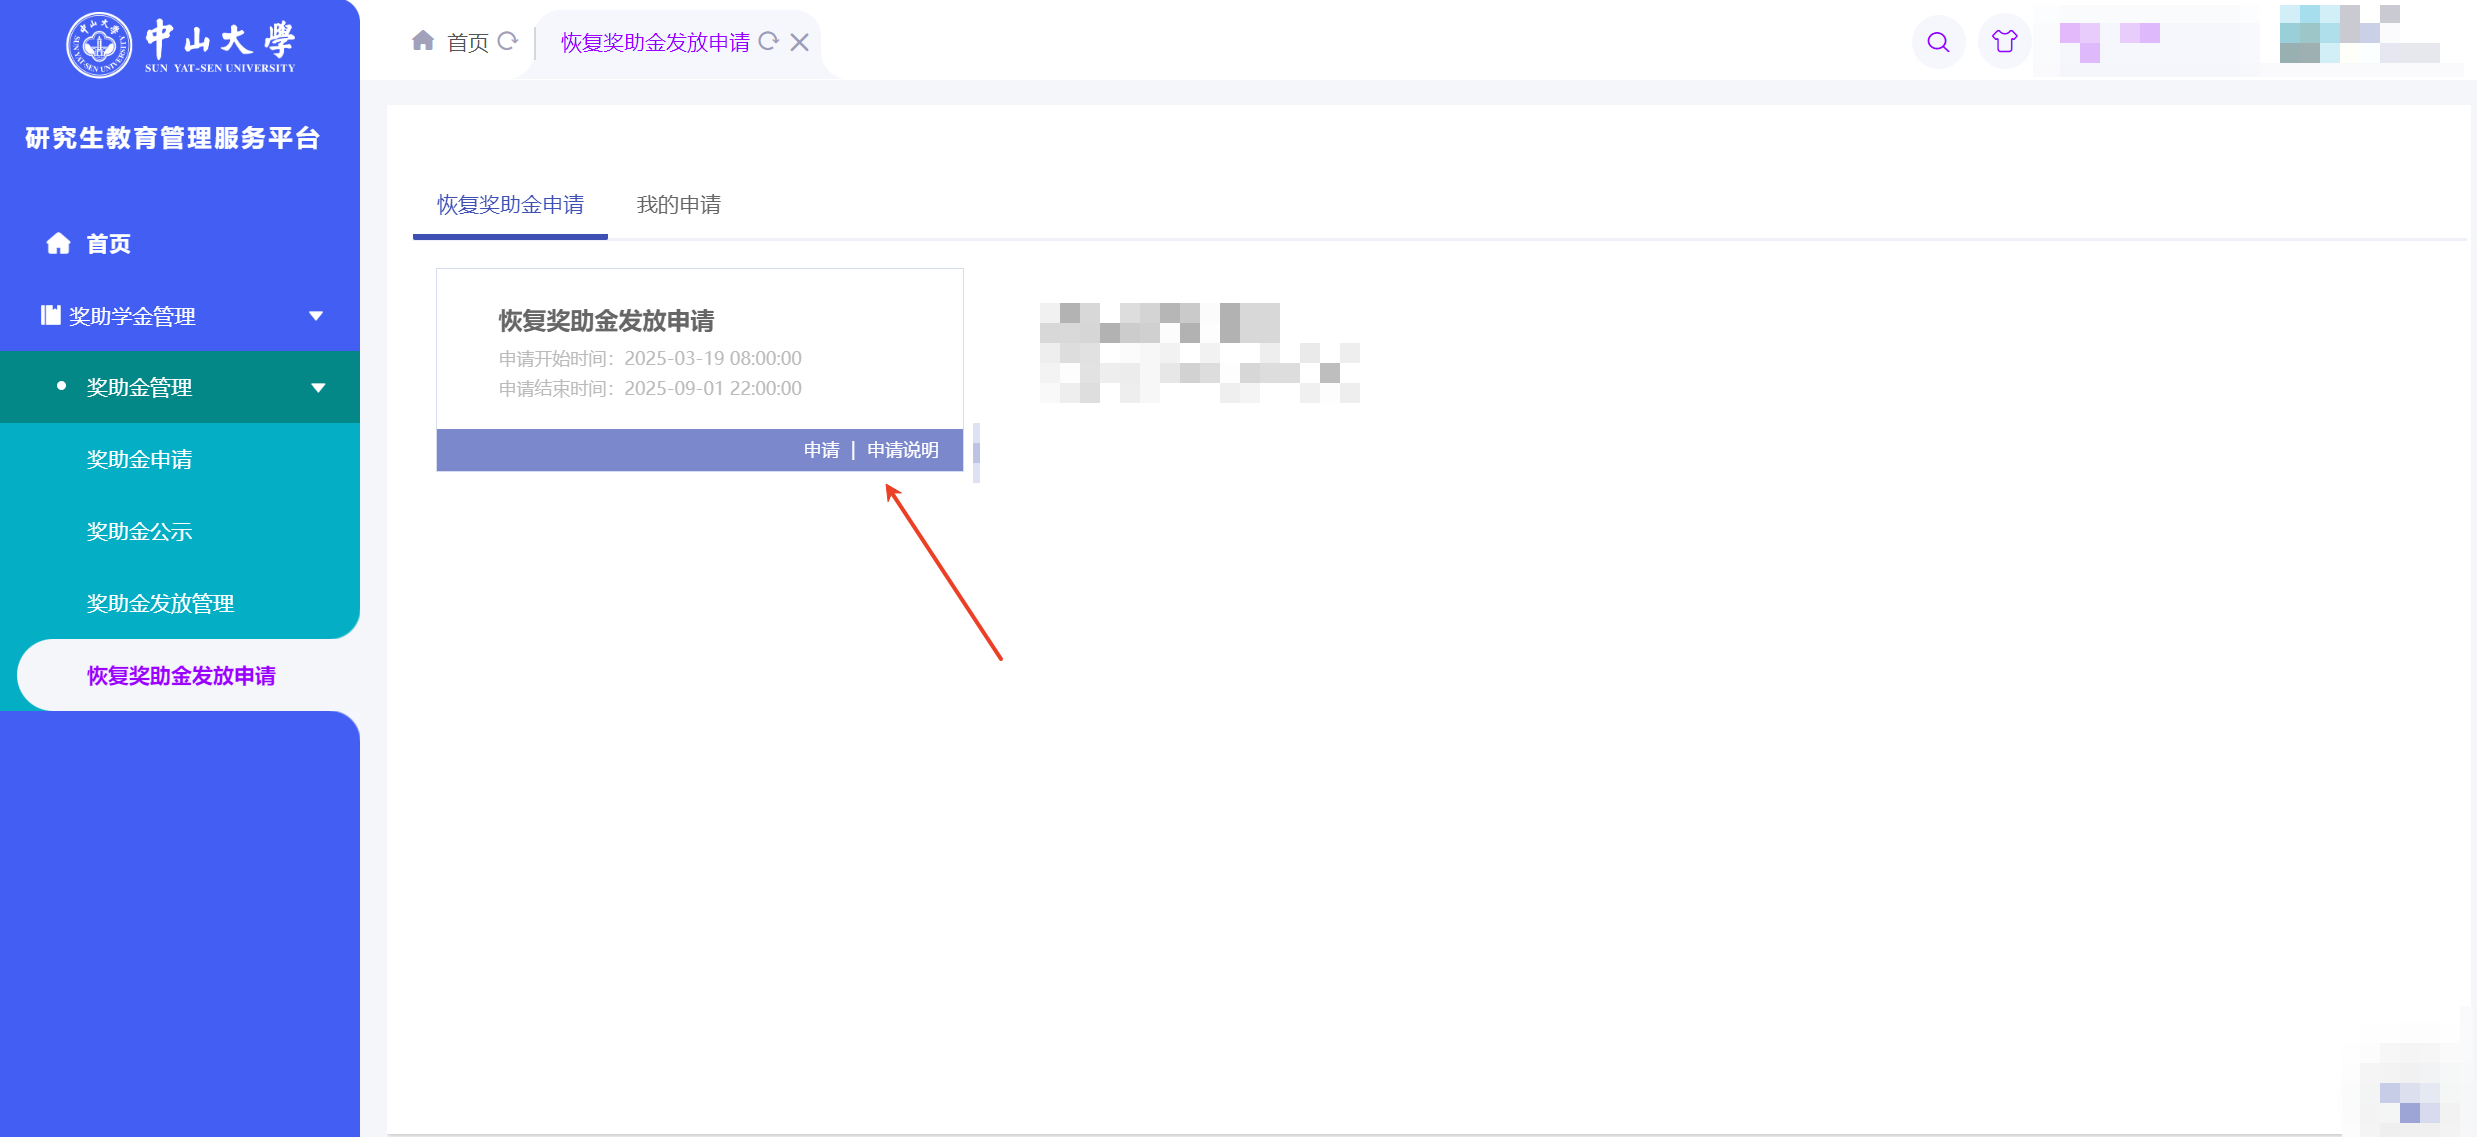 中山大學
SUN YAT-SEN UNIVERSITY
研究生教育管理服务平台
首页
奖助学金管理
奖助金管理
奖助金申请
奖助金公示
奖助金发放管理
恢复奖助金发放申请
首页
恢复奖助金发放申请
恢复奖助金申请 我的申请
恢复奖助金发放申请
申请开始时间：2025-03-19 08:00:00
申请结束时间：2025-09-01 22:00:00
申请 | 申请说明